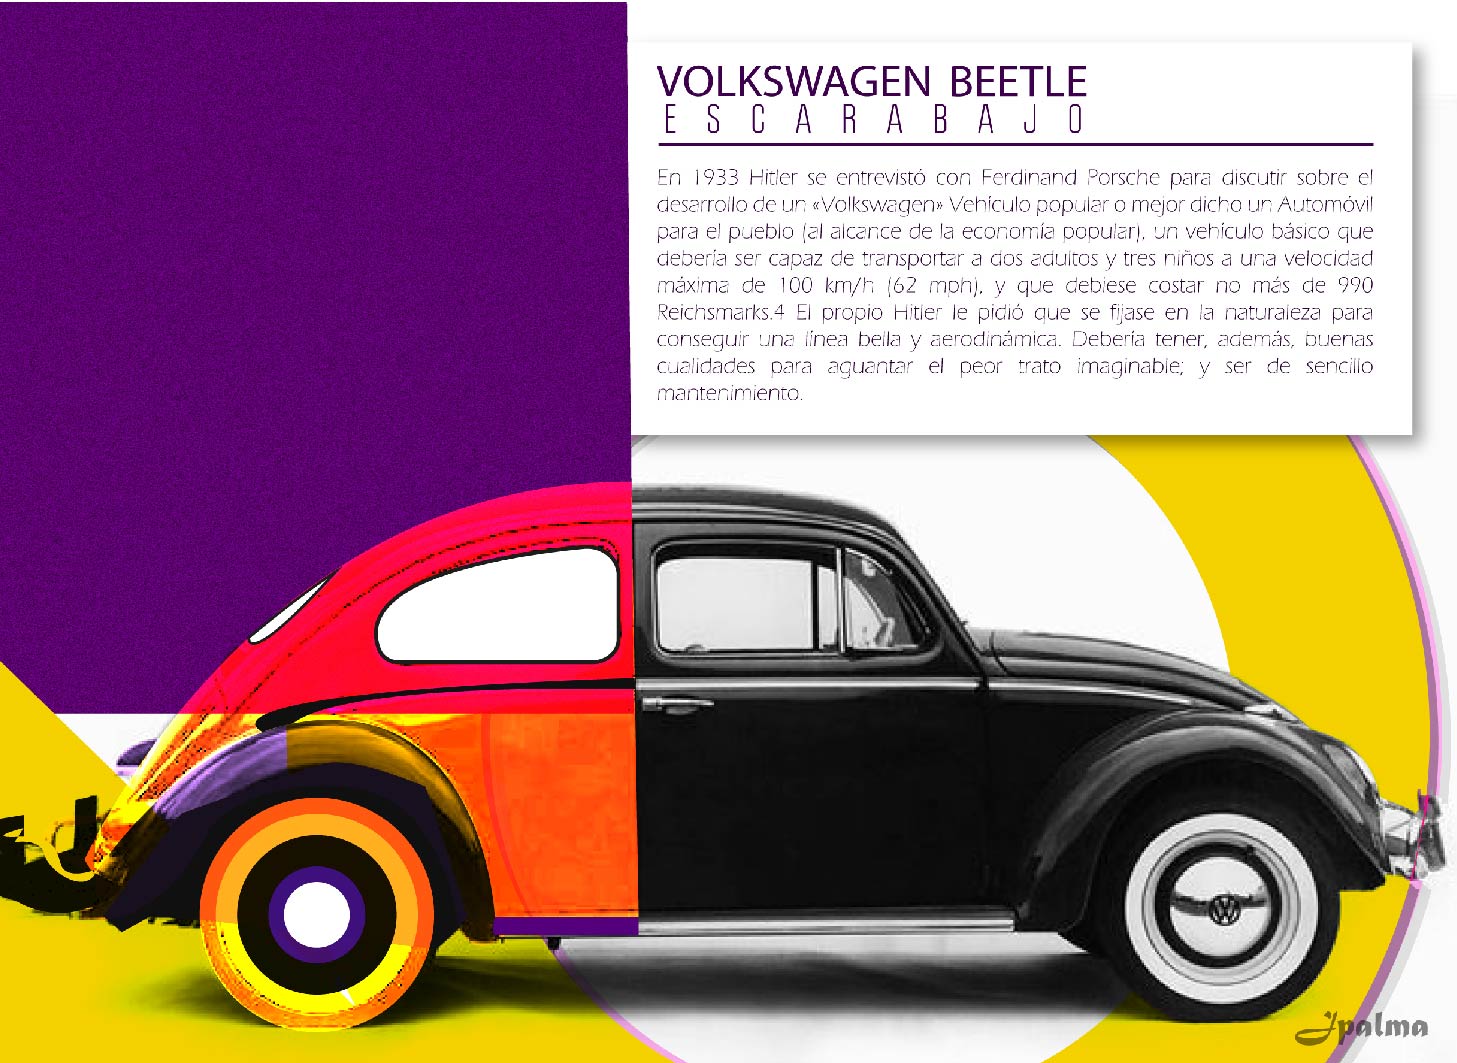 VOLKSWAGEN BEETLE
ESCARABAJO
En 1933 Hitler se entrevistó con Ferdinand Porsche para discutir sobre el
desarrollo de un «Volkswagen» Vehículo popular o mejor dicho un Automóvil
para el pueblo (al alcance de la economía popular), un vehículo básico que
debería ser capaz de transportar a dos adultos y tres niños a una velocidad
máxima de 100 km/h (62 mph), y que debiese costar no más de 990
Reichsmarks.4 El propio Hitler le pidió que se fijase en la naturaleza para
conseguir una línea bella y aerodinámica. Debería tener, además, buenas
cualidades para aguantar el peor trato imaginable; y ser de sencillo
mantenimiento.
VW
Jpalma